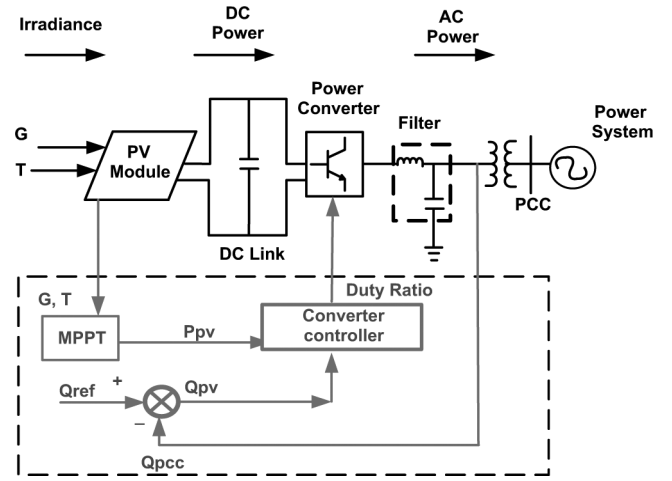 Irradiance
DC
Power
AC
Power
Power
Converter
Filter
Power
System
G
T
PV
Module
PCC
DC Link
G, T
Duty Ratio
MPPT
Ppv
Converter
controller
Qref
+
Qpv
–
Qpcc